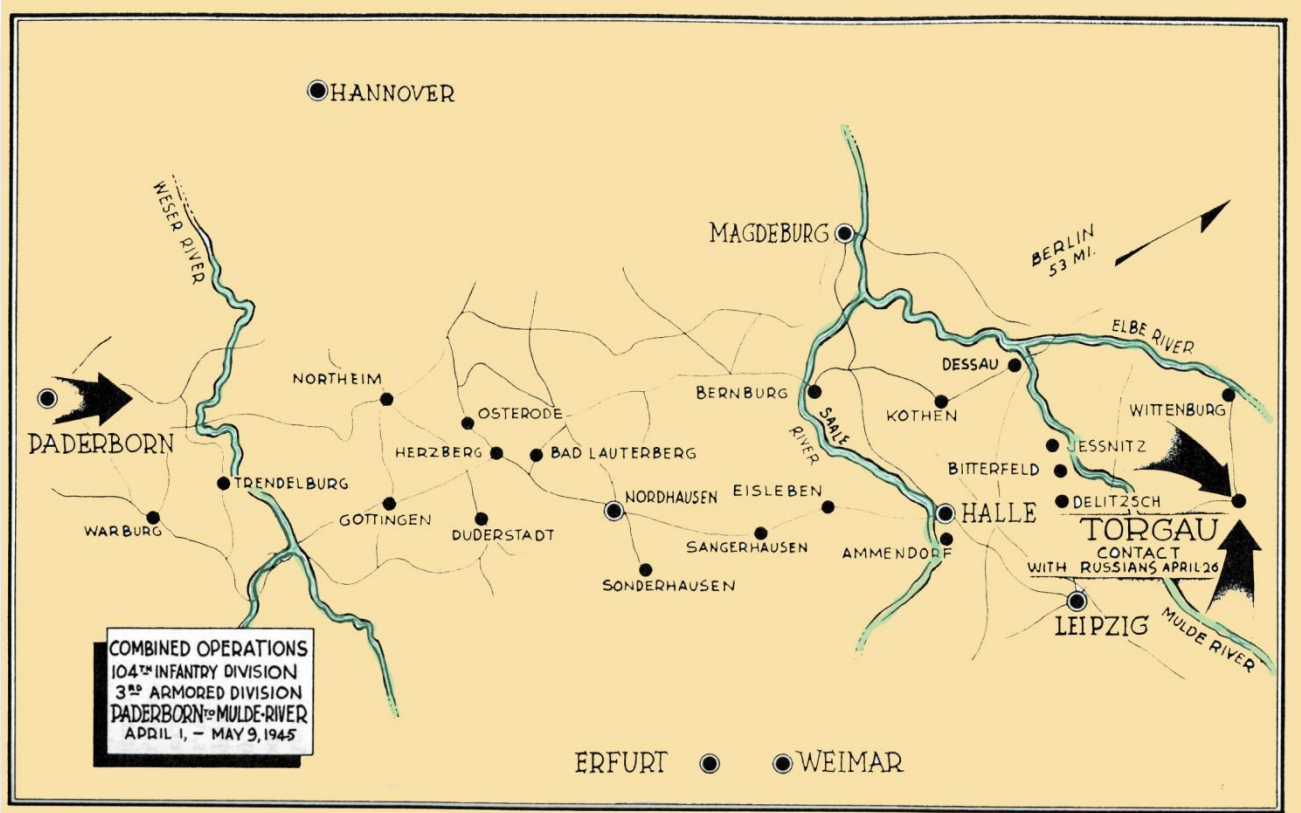 HANNOVER
WESER RIVER
MAGDEBURG
BERLIN
53 MI.
ELBE RIVER
NORTHEIM
DESSAU
BERNBURG
OSTERODE
SAALE
RIVER
KOTHEN
WITTENBURG
PADERBORN
HERZBERG
BAD LAUTERBERG
JESSNITZ
BITTERFELD
TRENDELBURG
NORDHAUSEN
EISLEBEN
DELITZSCH
WARBURG
GOTTINGEN
DUDERSTADT
SANGERHAUSEN
HALLE
AMMENDORF
TORGAU
CONTACT
WITH RUSSIANS APRIL 26
SONDERHAUSEN
LEIPZIG
MULDE RIVER
COMBINED OPERATIONS
104TH INFANTRY DIVISION
3RD ARMORED DIVISION
PADERBORN TO MULDE-RIVER
APRIL 1, – MAY 9, 1945
ERFURT
WEIMAR